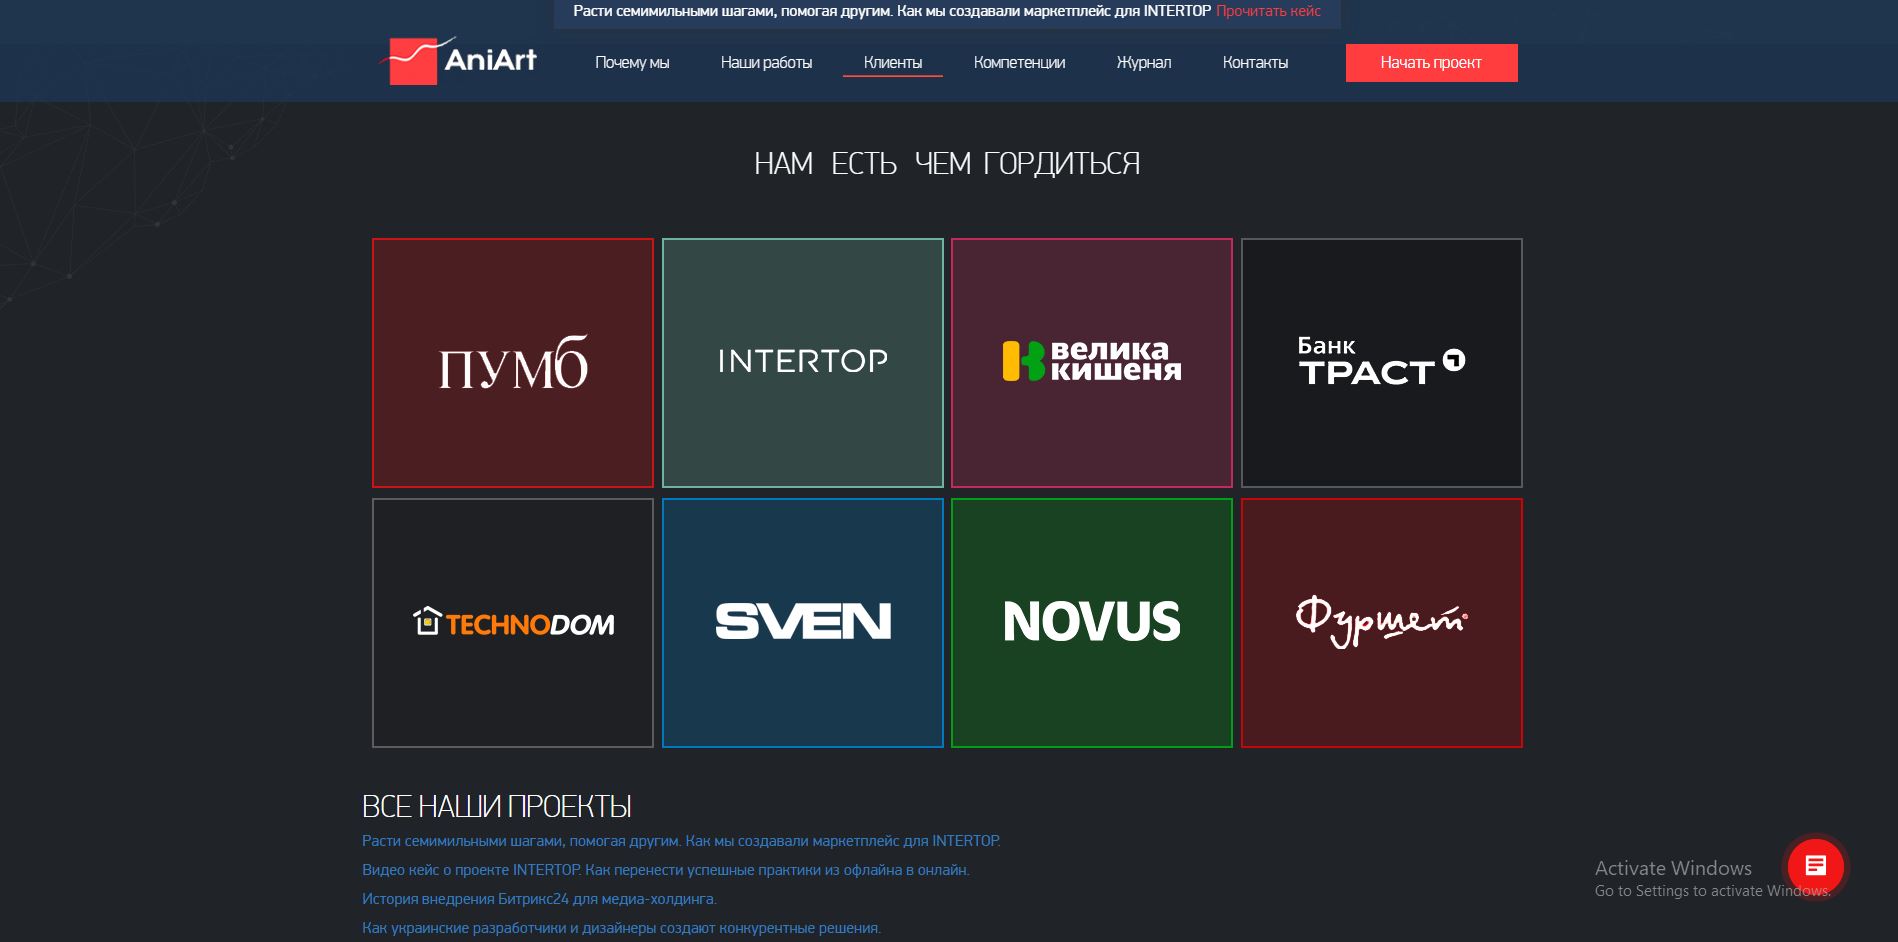 Расти семимильными шагами, помогая другим. Как мы создавали маркетплейс для INTERTOP Прочитать кейс
AniArt
Почему мы Наши работы Клиенты Компетенции Журнал Контакты Начать проект
НАМ ЕСТЬ ЧЕМ ГОРДИТЬСЯ
ПУМБ
INTERTOP
велика
кишеня
Банк
ТРАСТ
TECHNODOM
SVEN
NOVUS
Фуршет
ВСЕ НАШИ ПРОЕКТЫ
Расти семимильными шагами, помогая другим. Как мы создавали маркетплейс для INTERTOP.
Видео кейс о проекте INTERTOP. Как перенести успешные практики из офлайна в онлайн.
История внедрения Битрикс24 для медиа-холдинга.
Как украинские разработчики и дизайнеры создают конкурентные решения.
Activate Windows
Go to Settings to activate Windows.